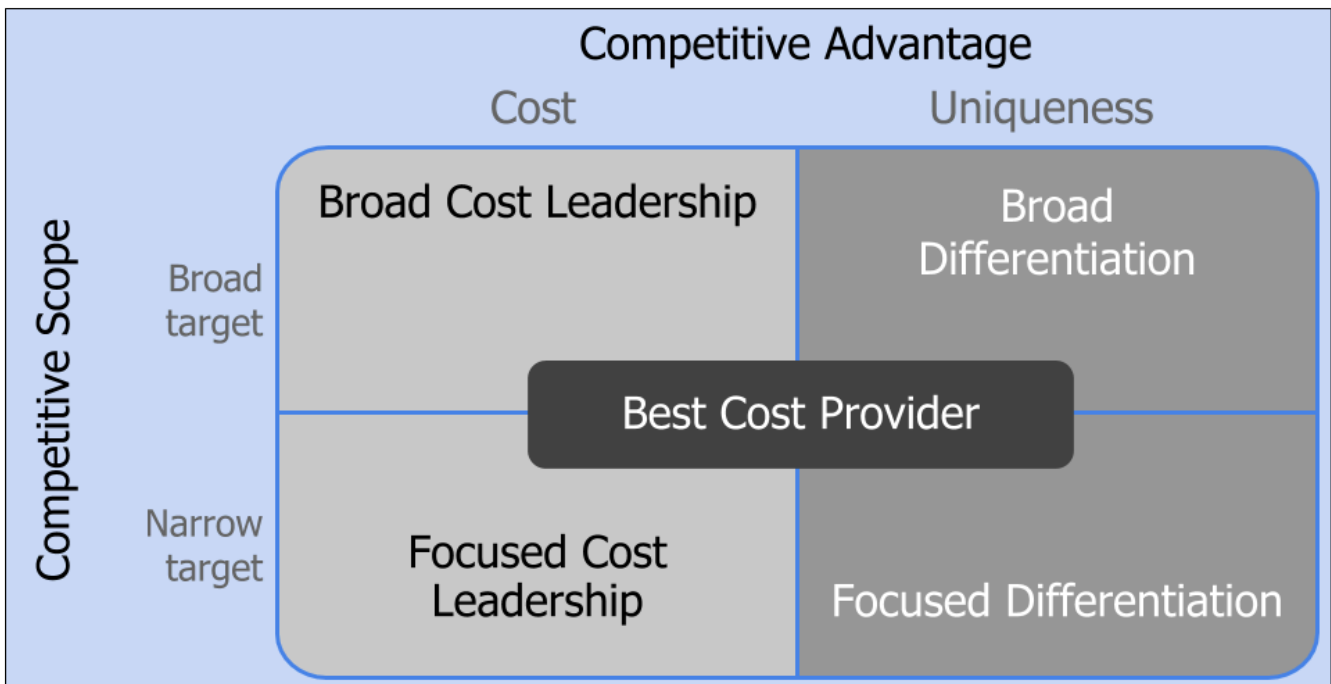 Competitive Advantage
Cost
Uniqueness
Competitive Scope
Broad
target
Narrow
target
Broad Cost Leadership
Broad
Differentiation
Best Cost Provider
Focused Cost
Leadership
Focused Differentiation